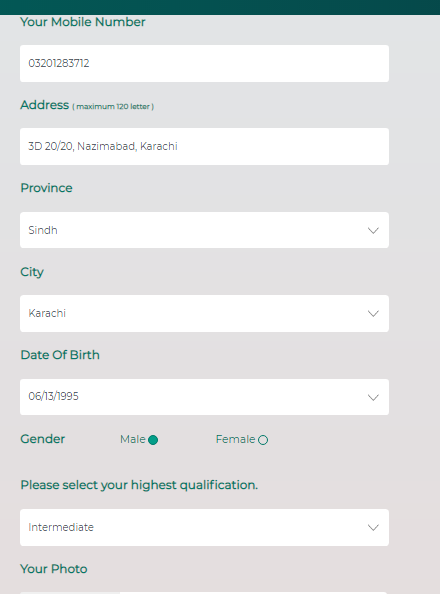 Your Mobile Number
03201283712
Address ( maximum 120 letter )
3D 20/20, Nazimabad, Karachi
Province
Sindh
City
Karachi
Date Of Birth
06/13/1995
Gender Male Female
Please select your highest qualification.
Intermediate
Your Photo